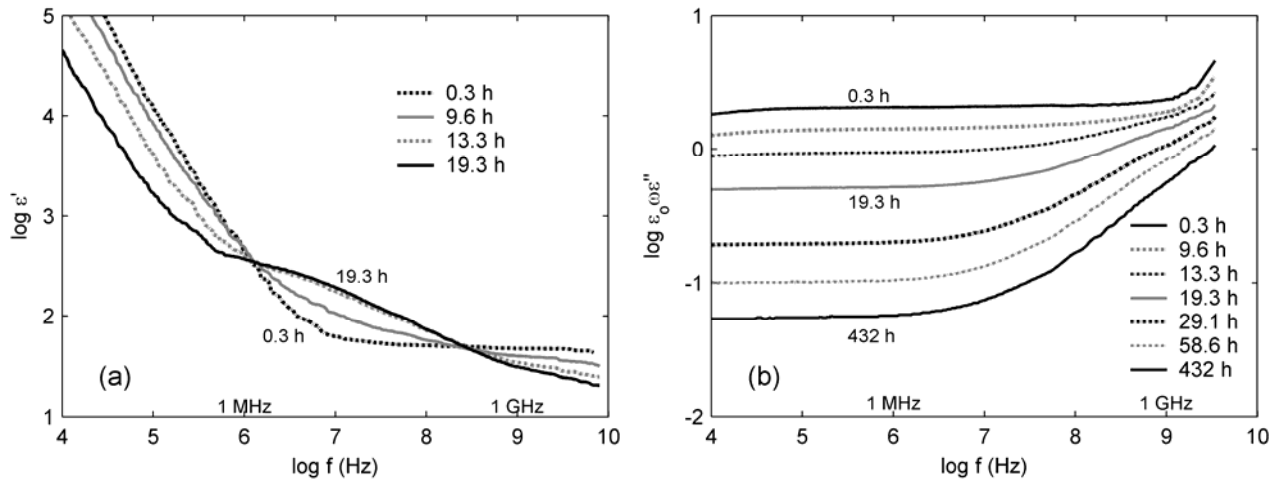 5
4
3
2
1
log ε'
0.3 h
9.6 h
13.3 h
19.3 h
19.3 h
0.3 h
(a)
1 MHz
1 GHz
4 5 6 7 8 9 10
log f (Hz)
1
0
-1
-2
log ε₀ωε"
0.3 h
19.3 h
432 h
0.3 h
9.6 h
13.3 h
19.3 h
29.1 h
58.6 h
432 h
(b)
1 MHz
1 GHz
4 5 6 7 8 9 10
log f (Hz)